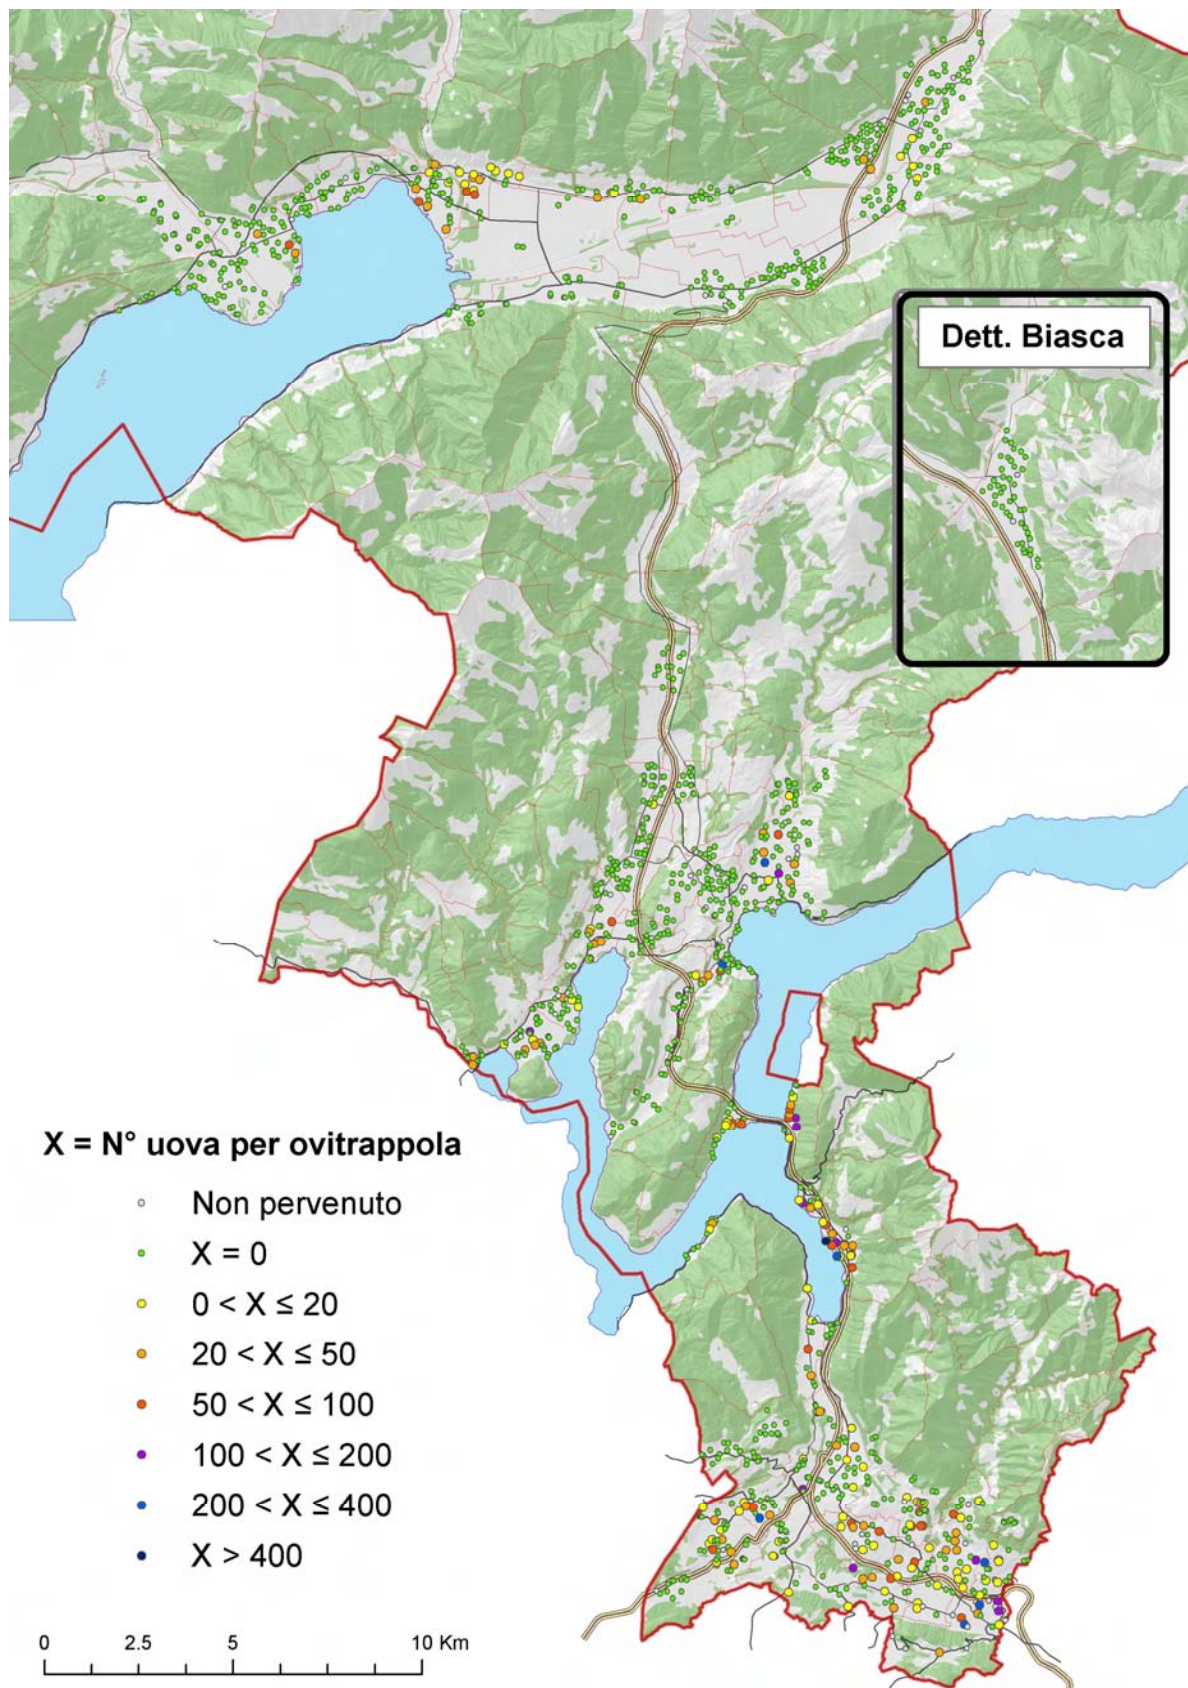 Dett. Biasca
X = N° uova per ovitrappola
Non pervenuto
X = 0
0 < X ≤ 20
20 < X ≤ 50
50 < X ≤ 100
100 < X ≤ 200
200 < X ≤ 400
X > 400
0 2.5 5 10 Km